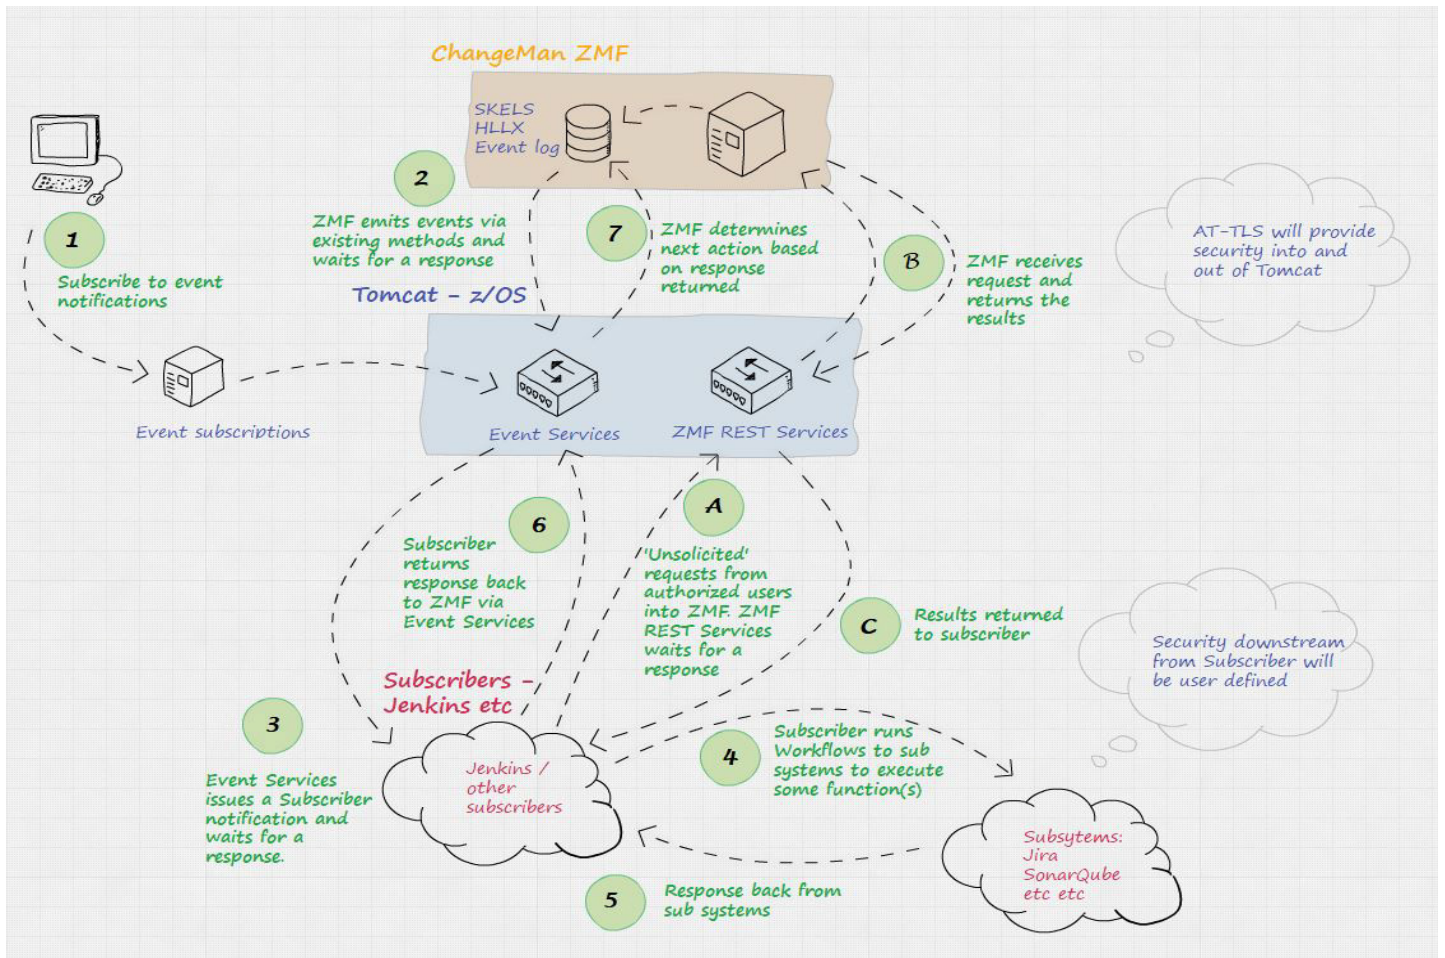 ChangeMan ZMF
SKELS
HLLX
Event log
2
ZMF emits events via
existing methods and
waits for a response
7
ZMF determines
next action based
on response
returned
B
ZMF receives
request and
returns the
results
AT-TLS will provide
security into and
out of Tomcat
1
Subscribe to event
notifications
Tomcat - z/OS
Event subscriptions
Event Services
ZMF REST Services
6
Subscriber
returns
response back
to ZMF via
Event Services
A
'Unsolicited'
requests from
authorized users
into ZMF. ZMF
REST Services
waits for a
response
C
Results returned
to subscriber
Security downstream
from Subscriber will
be user defined
Subscribers -
Jenkins etc
3
Event Services
issues a Subscriber
notification and
waits for a
response.
Jenkins /
other
subscribers
4
Subscriber runs
Workflows to sub
systems to execute
some function(s)
Subsytems:
Jira
SonarQube
etc etc
5
Response back from
sub systems